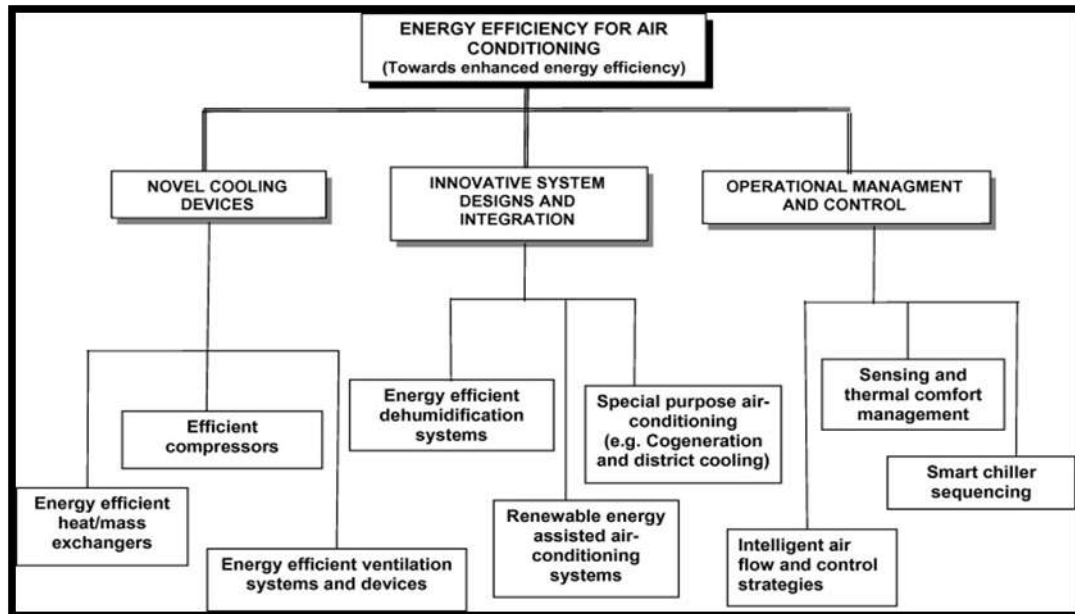 ENERGY EFFICIENCY FOR AIR
CONDITIONING
(Towards enhanced energy efficiency)
NOVEL COOLING
DEVICES
INNOVATIVE SYSTEM
DESIGNS AND
INTEGRATION
OPERATIONAL MANAGMENT
AND CONTROL
Energy efficient
heat/mass
exchangers
Efficient
compressors
Energy efficient ventilation
systems and devices
Energy efficient
dehumidification
systems
Renewable energy
assisted air-
conditioning
systems
Special purpose air-
conditioning
(e.g. Cogeneration
and district cooling)
Intelligent air
flow and control
strategies
Sensing and
thermal comfort
management
Smart chiller
sequencing